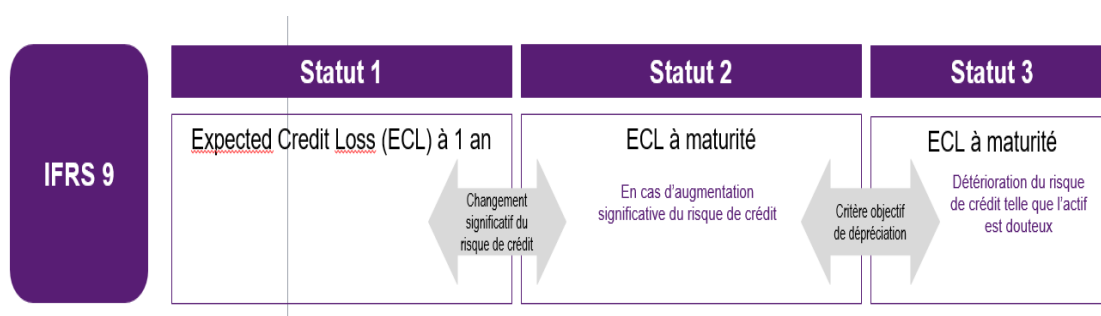 IFRS 9
Statut 1
Statut 2
Statut 3
Expected Credit Loss (ECL) à 1 an
Changement
significatif du
risque de crédit
ECL à maturité
En cas d'augmentation
significative du risque de crédit
Critère objectif
de dépréciation
ECL à maturité
Détérioration du risque
de crédit telle que l'actif
est douteux